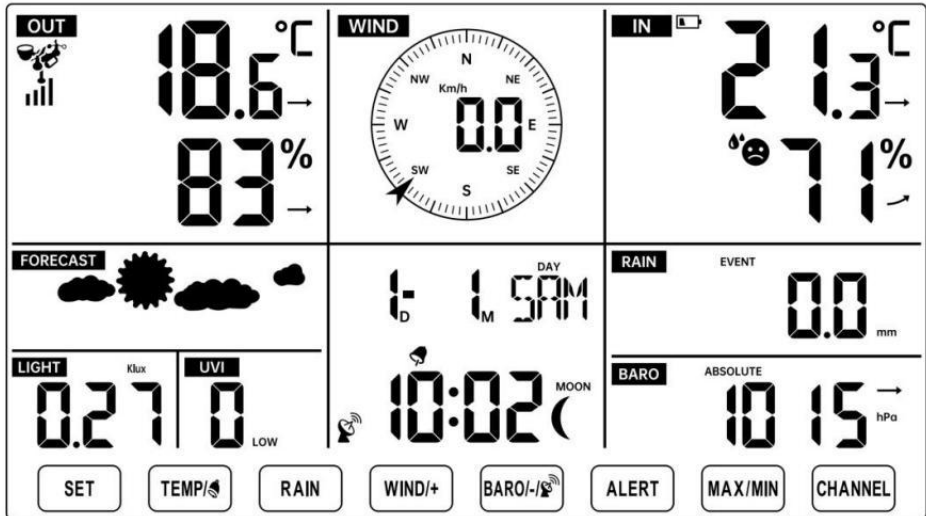 OUT
18.6 °C
83 %
WIND
N
NW NE
Km/h
0.0
W E
SW SE
S
IN
21.3 °C
71 %
FORECAST
LIGHT
Klux
0.27
UVI
0
LOW
DAY
1- 1 SAM
D M
10:02
MOON
RAIN
EVENT
0.0
mm
BARO
ABSOLUTE
1015
hPa
SET TEMP/ RAIN WIND/+ BARO/-/ ALERT MAX/MIN CHANNEL